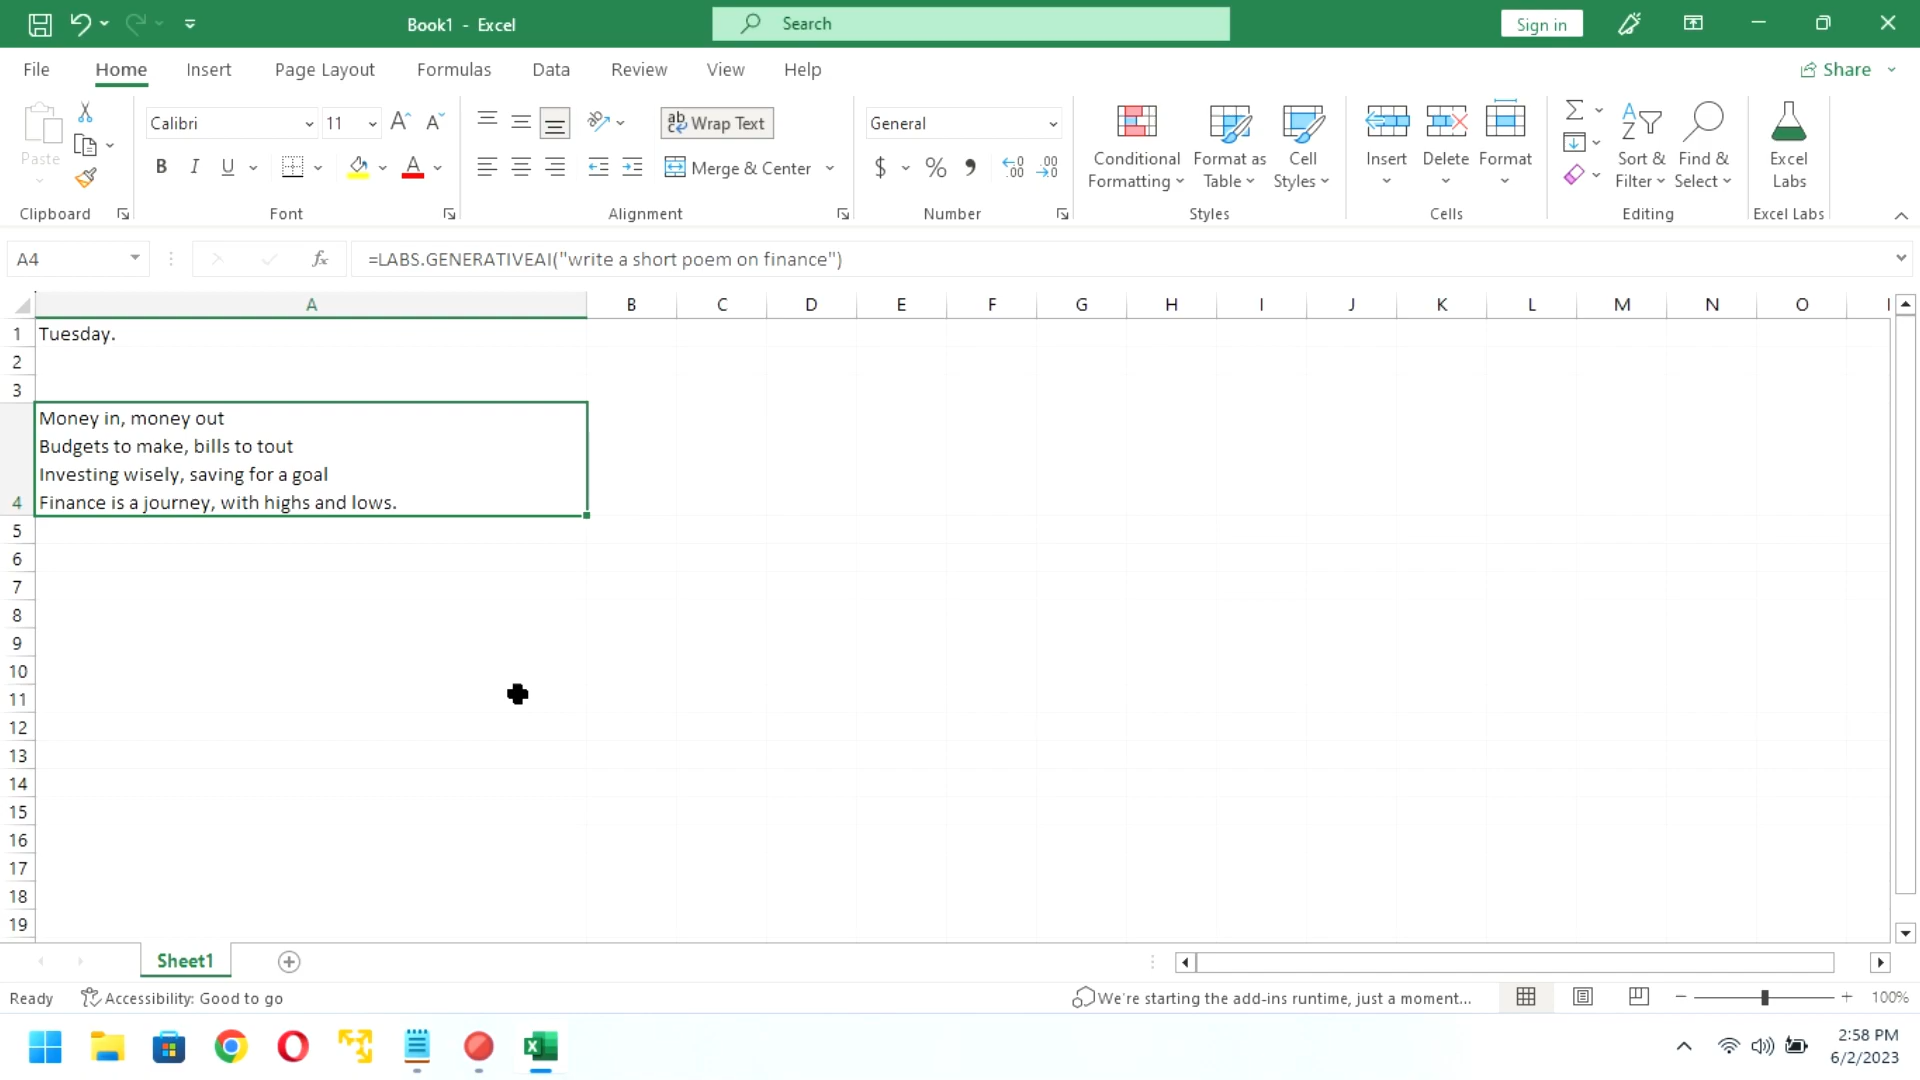 Book1 - Excel
Search
Sign in
File Home Insert Page Layout Formulas Data Review View Help
Share
Paste
Calibri 11
Wrap Text
General
B I U
Merge & Center
$ %
Conditional Formatting
Format as Table
Cell Styles
Insert
Delete
Format
Sort & Filter
Find & Select
Excel Labs
Clipboard Font Alignment Number Styles Cells Editing Excel Labs
A4
fx
=LABS.GENERATIVEAI("write a short poem on finance")
A B C D E F G H I J K L M N O
1 Tuesday.
2
3
Money in, money out
Budgets to make, bills to tout
Investing wisely, saving for a goal
4 Finance is a journey, with highs and lows.
5
6
7
8
9
10
11
12
13
14
15
16
17
18
19
Sheet1
Ready Accessibility: Good to go
We're starting the add-ins runtime, just a moment...
100%
2:58 PM
6/2/2023